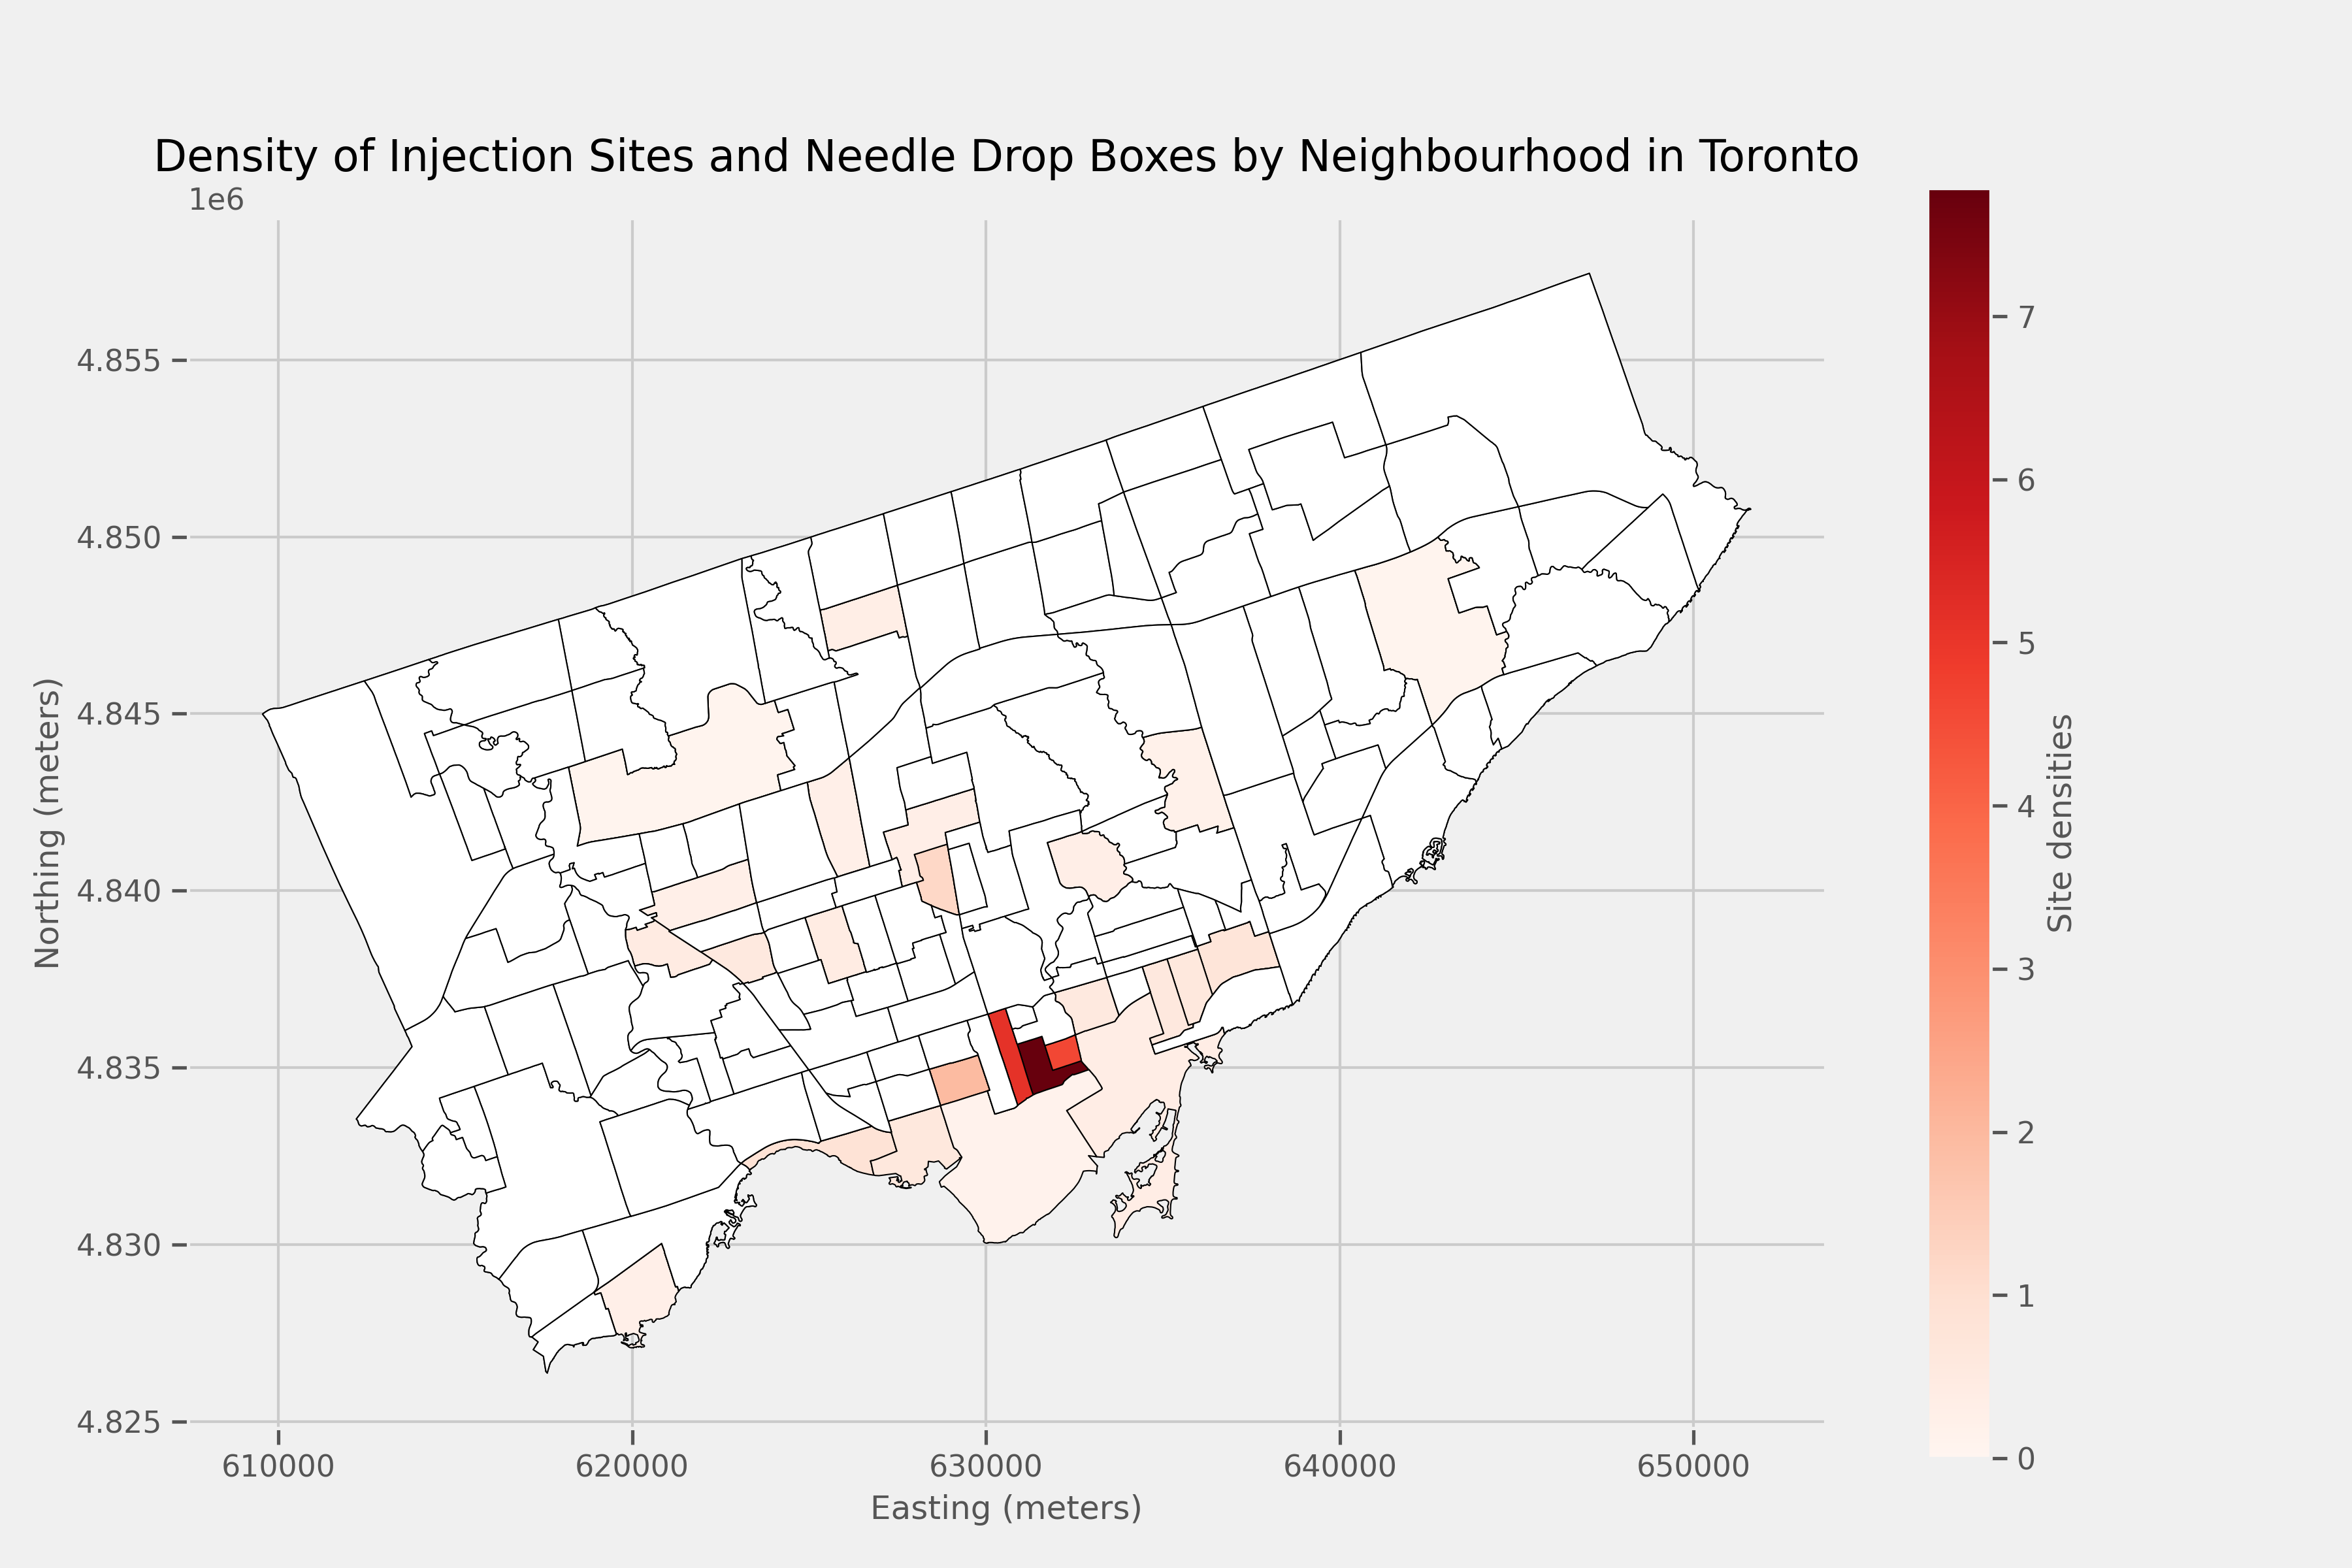 Density of Injection Sites and Needle Drop Boxes by Neighbourhood in Toronto
1e6
4.855
4.850
4.845
4.840
4.835
4.830
4.825
Northing (meters)
610000 620000 630000 640000 650000
Easting (meters)
7
6
5
4
3
2
1
0
Site densities